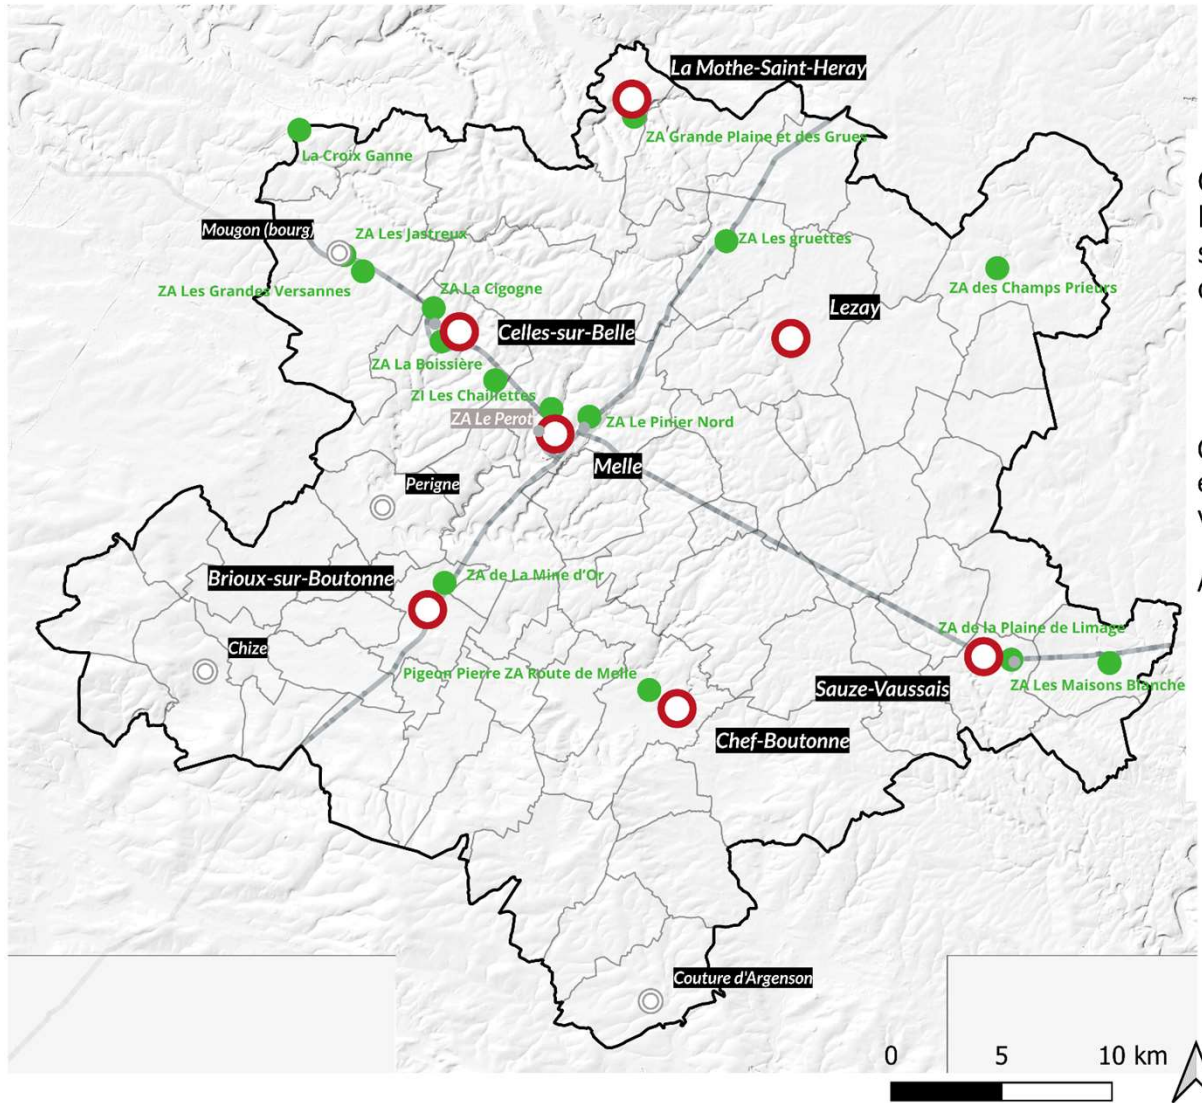 La Mothe-Saint-Heray
ZA Grande Plaine et des Grues
La Croix Ganne
Mougon (bourg)
ZA Les Jastreux
ZA Les gruettes
ZA Les Grandes Versannes
ZA La Cigogne
ZA des Champs Prieurs
Lezay
Celles-sur-Belle
ZA La Boissière
ZI Les Chaillettes
ZA Le Perot
ZA Le Pinier Nord
Melle
Perigne
Brioux-sur-Boutonne
ZA de La Mine d'Or
Chize
ZA de la Plaine de Limage
Pigeon Pierre ZA Route de Melle
Sauze-Vaussais
ZA Les Maisons Blanche
Chef-Boutonne
Couture d'Argenson
0 5 10 km